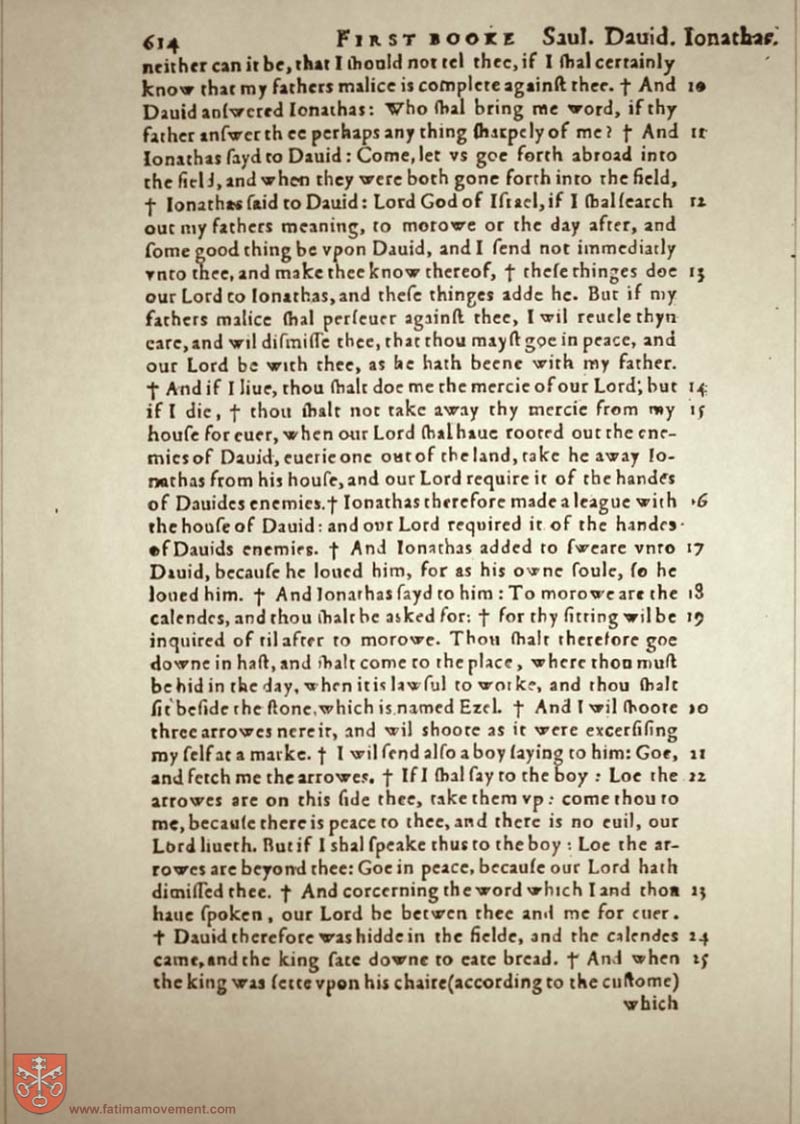 614 FIRST BOOKE Saul. Dauid. Ionathas.
neither can it be, that I ſhould not tel thee, if I ſhal certainly
know that my fathers malice is complete againſt thee. † And 10
Dauid anſwered Ionathas: Who ſhal bring me word, if thy
father anſwer thee perhaps any thing ſharpely of me? † And 11
Ionathas ſayd to Dauid: Come, let vs goe forth abroad into
the field, and when they were both gone forth into the field,
† Ionathas ſaid to Dauid: Lord God of Iſrael, if I ſhal ſearch 12
out my fathers meaning, to morowe or the day after, and
ſome good thing be vpon Dauid, and I ſend not immediatly
vnto thee, and make thee know thereof, † theſe thinges doe 13
our Lord to Ionathas, and theſe thinges adde he. But if my
fathers malice ſhal perſeuer againſt thee, I wil reuele thyn
eare, and wil diſmiſſe thee, that thou mayſt goe in peace, and
our Lord be with thee, as he hath beene with my father.
† And if I liue, thou ſhalt doe me the mercie of our Lord; but 14
if I die, † thou ſhalt not take away thy mercie from my 15
houſe for euer, when our Lord ſhal haue rooted out the ene-
mies of Dauid, euerie one out of the land, take he away Io-
nathas from his houſe, and our Lord require it of the handes
of Dauides enemies. † Ionathas therefore made a league with 16
the houſe of Dauid: and our Lord required it of the handes
of Dauids enemies. † And Ionathas added to ſweare vnto 17
Dauid, becauſe he loued him, for as his owne ſoule, ſo he
loued him. † And Ionathas ſayd to him: To morowe are the 18
calendes, and thou ſhalt be asked for: † for thy ſitting wil be 19
inquired of til after to morowe. Thou ſhalt therefore goe
downe in haſt, and ſhalt come to the place, where thou muſt
be hid in the day, when it is lawful to worke, and thou ſhalt
ſit beſide the ſtone, which is named Ezel. † And I wil ſhoote 20
three arrowes nere it, and wil shoote as it were excerſiſing
my ſelf at a marke. † I wil ſend alſo a boy ſaying to him: Goe, 21
and fetch me the arrowes. † If I ſhal ſay to the boy: Loe the 22
arrowes are on this ſide thee, take them vp: come thou to
me, becauſe there is peace to thee, and there is no euil, our
Lord liueth. But if I shal ſpeake thus to the boy: Loe the ar-
rowes are beyond thee: Goe in peace, becauſe our Lord hath
dimiſſed thee. † And corcerning the word which I and thou 23
haue ſpoken, our Lord be betwen thee and me for euer.
† Dauid therefore was hidde in the fielde, and the calendes 24
came, and the king ſate downe to eate bread. † And when 25
the king was ſette vpon his chaire (according to the cuſtome)
which
www.fatimamovement.com